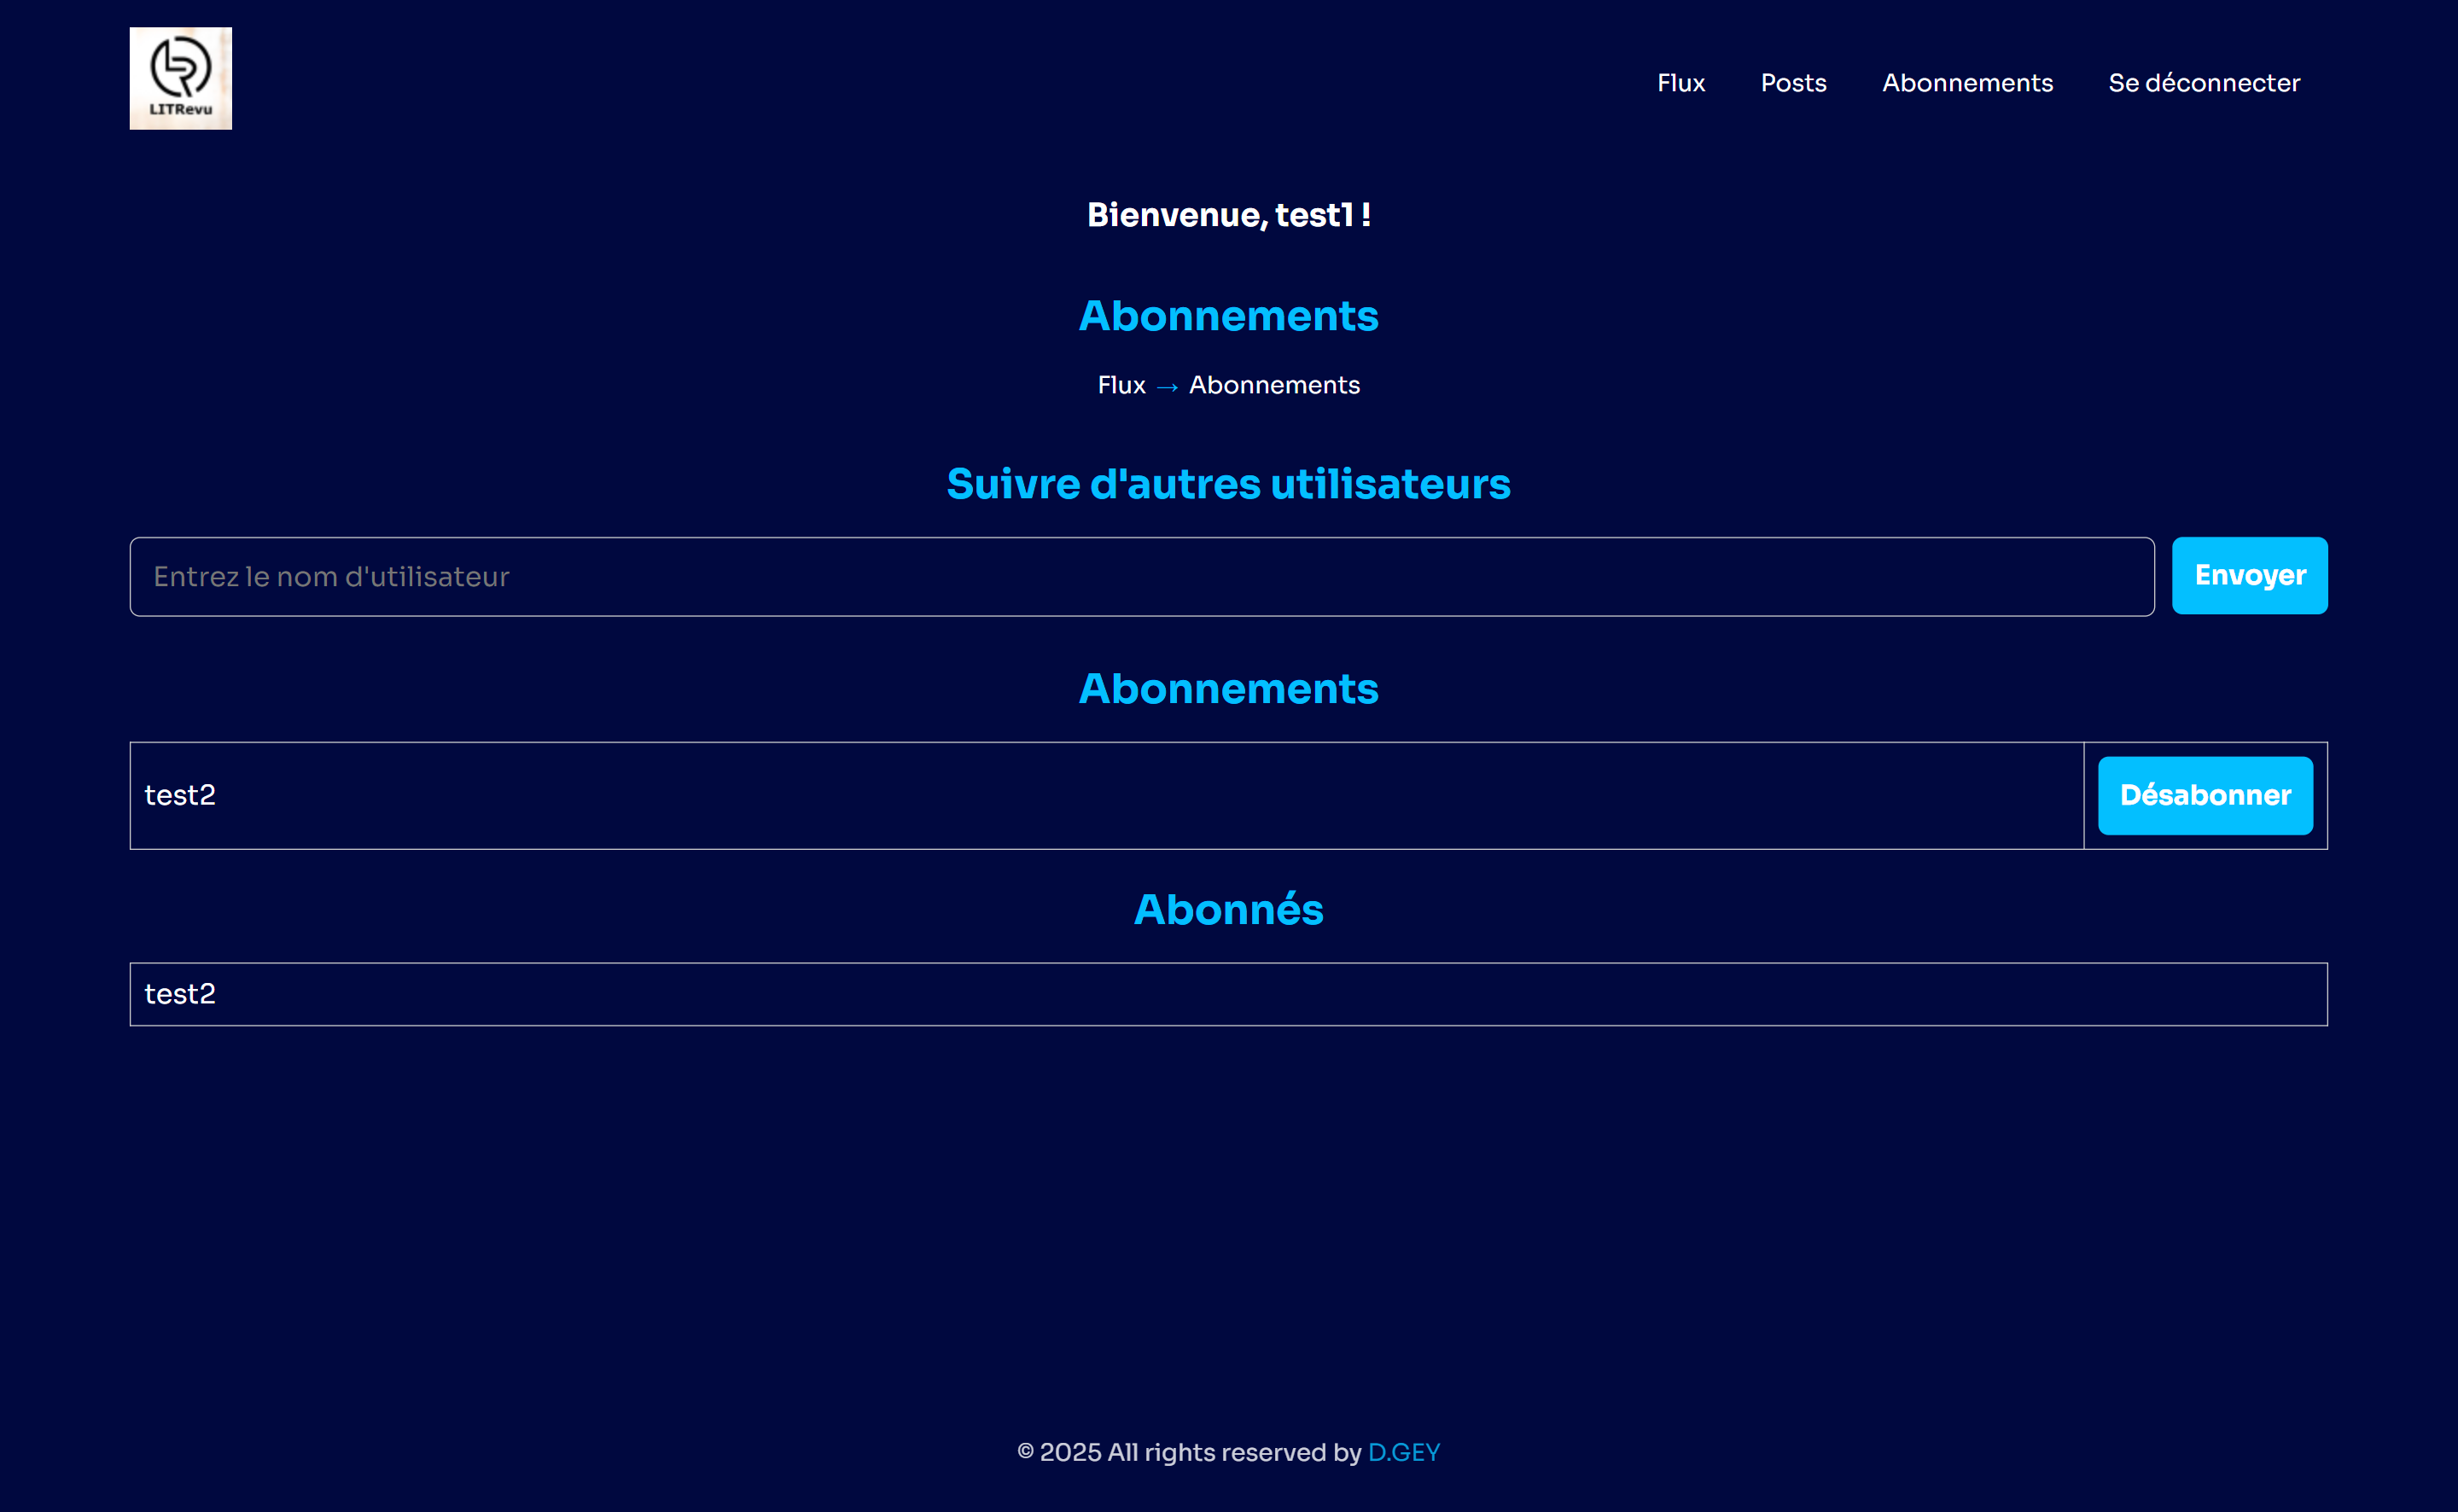 LITRevu
Flux Posts Abonnements Se déconnecter
Bienvenue, test1 !
Abonnements
Flux → Abonnements
Suivre d'autres utilisateurs
Entrez le nom d'utilisateur Envoyer
Abonnements
test2 Désabonner
Abonnés
test2
© 2025 All rights reserved by D.GEY